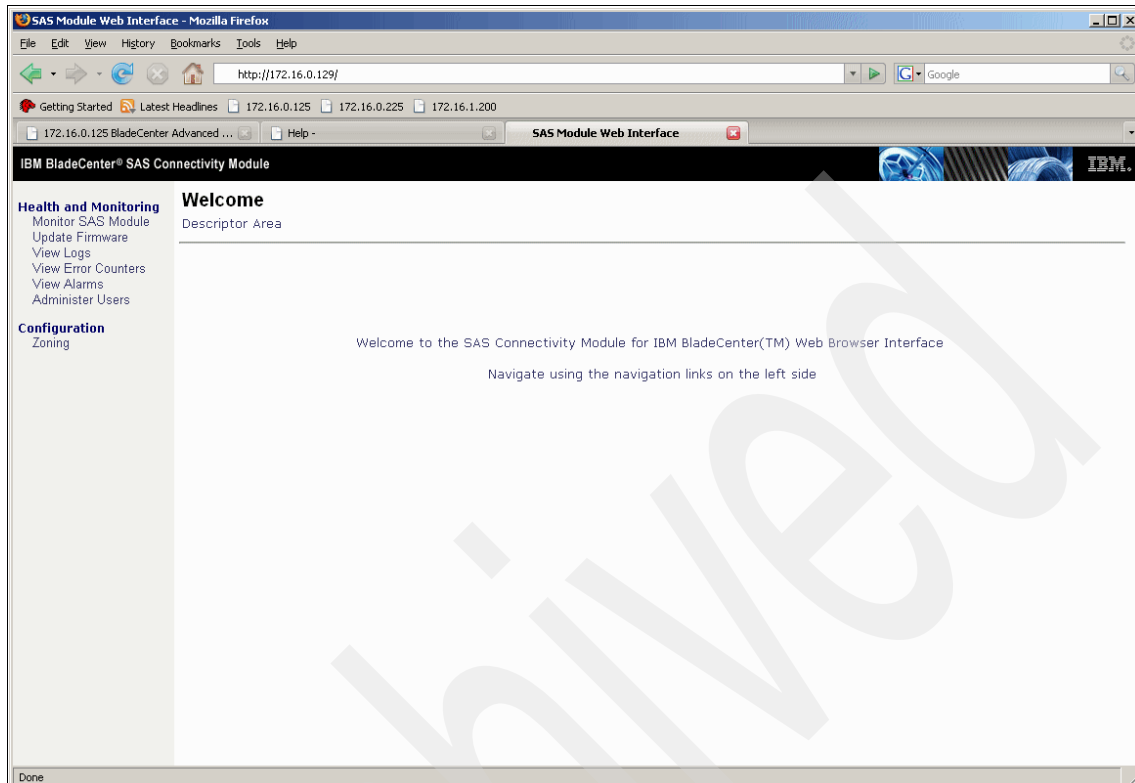 SAS Module Web Interface - Mozilla Firefox
File Edit View History Bookmarks Tools Help
http://172.16.0.129/
G Google
Getting Started Latest Headlines 172.16.0.125 172.16.0.225 172.16.1.200
172.16.0.125 BladeCenter Advanced ... Help - SAS Module Web Interface
IBM BladeCenter® SAS Connectivity Module IBM.
Health and Monitoring
Monitor SAS Module
Update Firmware
View Logs
View Error Counters
View Alarms
Administer Users
Configuration
Zoning
Welcome
Descriptor Area
Welcome to the SAS Connectivity Module for IBM BladeCenter(TM) Web Browser Interface
Navigate using the navigation links on the left side
hived
Done